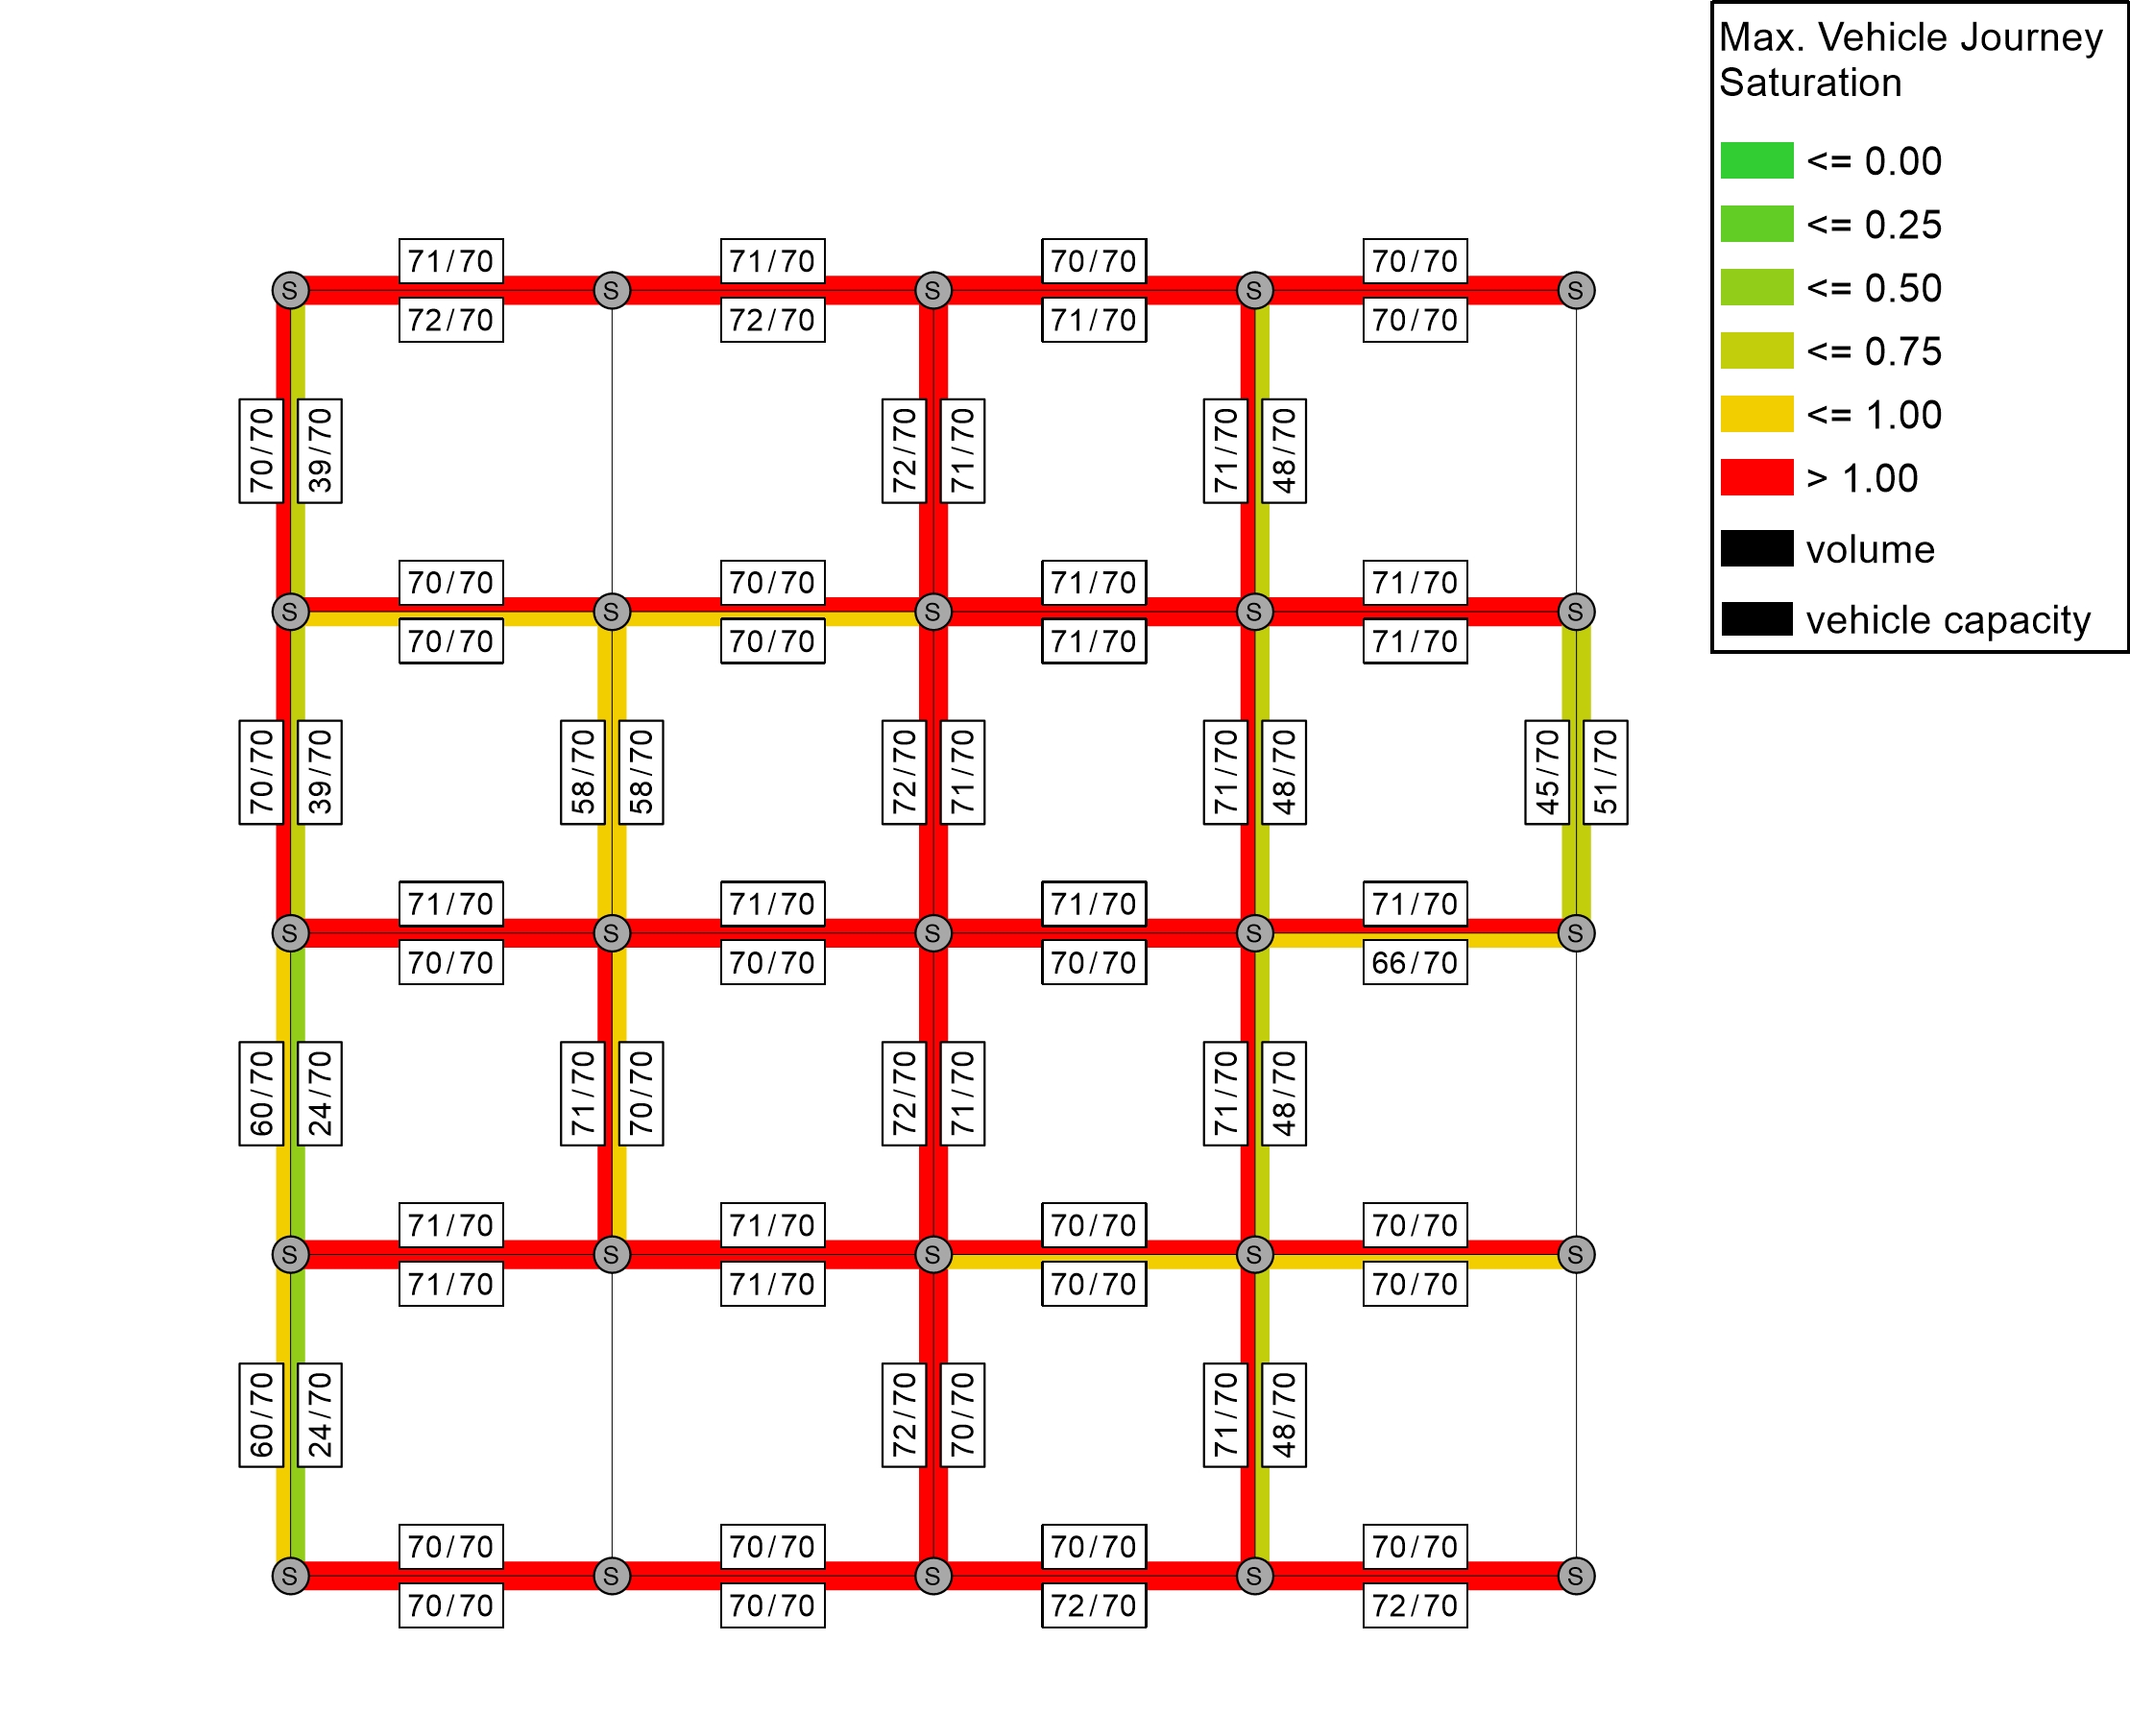 Max. Vehicle Journey
Saturation
<= 0.00
<= 0.25
<= 0.50
<= 0.75
<= 1.00
> 1.00
volume
vehicle capacity
71/70 71/70 70/70 70/70
S S S S S
72/70 72/70 71/70 70/70
70/70 39/70 72/70 71/70 71/70 48/70
70/70 70/70 71/70 71/70
S S S S S
70/70 70/70 71/70 71/70
70/70 39/70 58/70 58/70 72/70 71/70 71/70 48/70 45/70 51/70
71/70 71/70 71/70 71/70
S S S S S
70/70 70/70 70/70 66/70
60/70 24/70 71/70 70/70 72/70 71/70 71/70 48/70
71/70 71/70 70/70 70/70
S S S S S
71/70 71/70 70/70 70/70
60/70 24/70 72/70 70/70 71/70 48/70
70/70 70/70 70/70 70/70
S S S S S
70/70 70/70 72/70 72/70